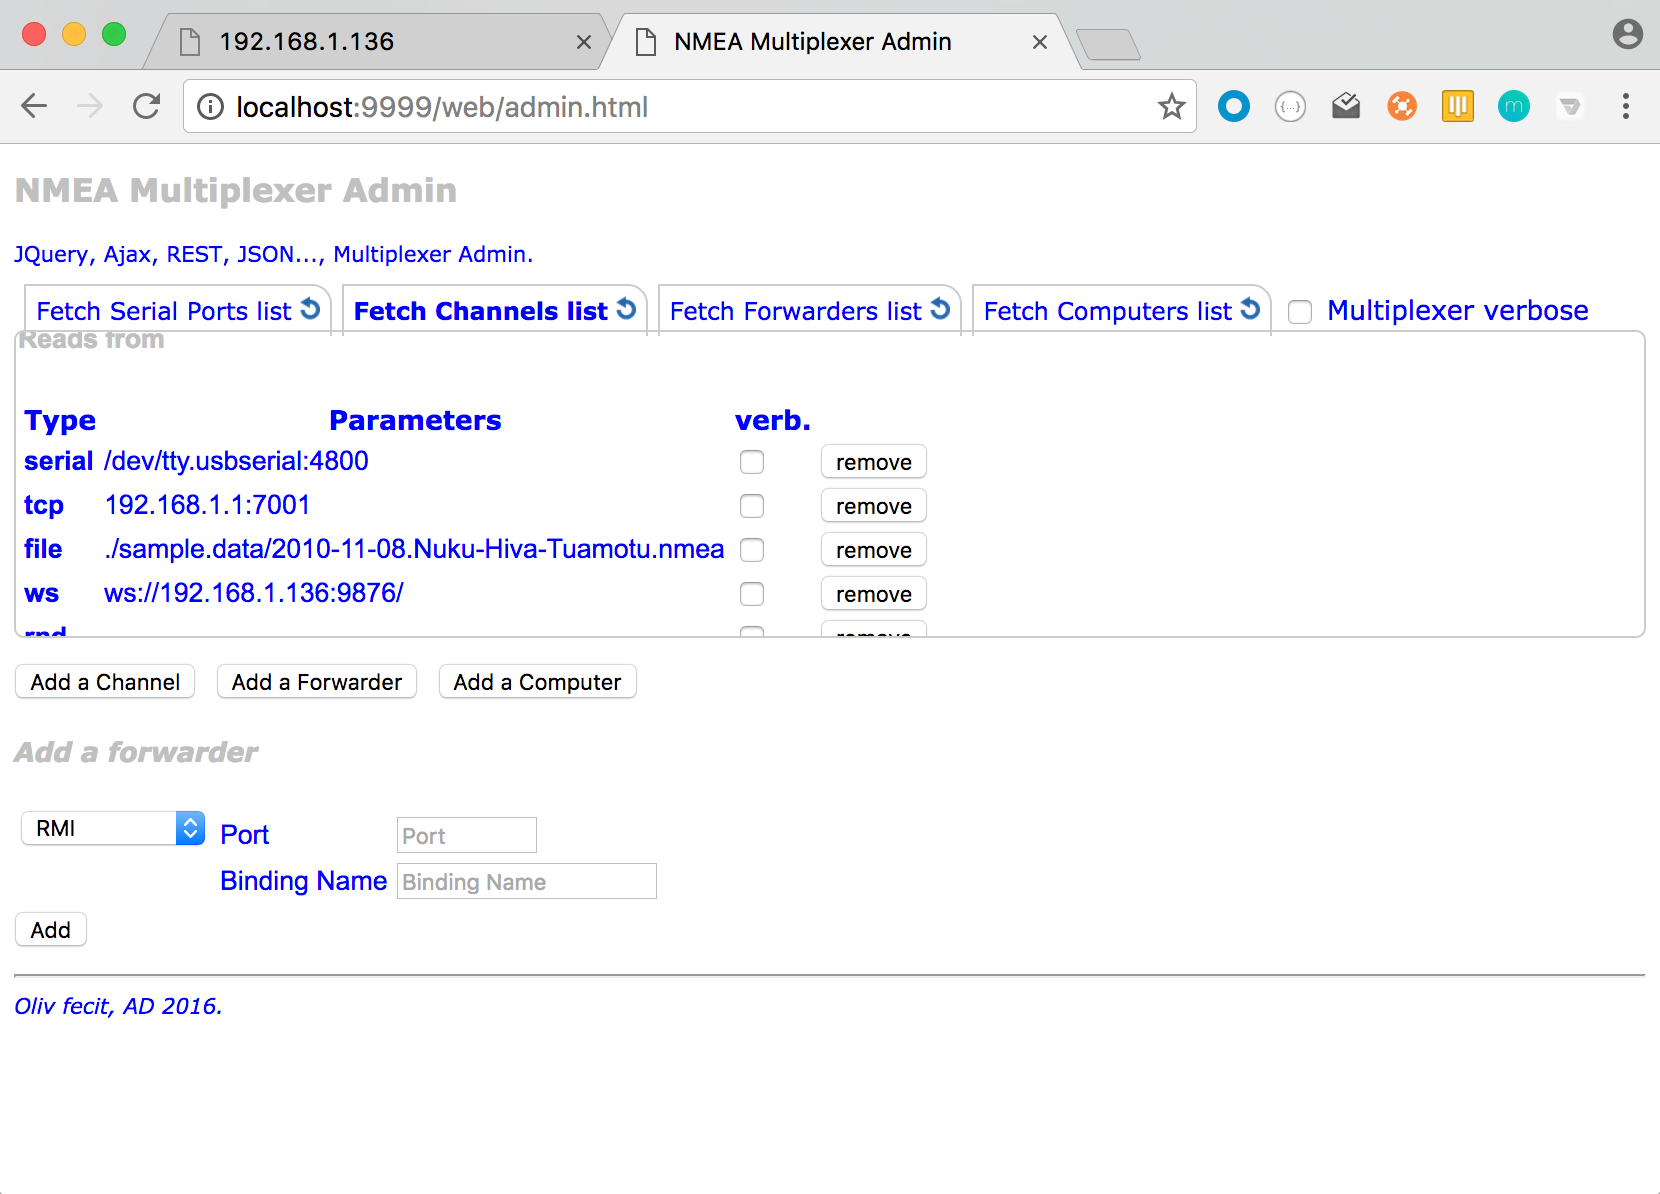 192.168.1.136
NMEA Multiplexer Admin
localhost:9999/web/admin.html
NMEA Multiplexer Admin
JQuery, Ajax, REST, JSON..., Multiplexer Admin.
Fetch Serial Ports list Fetch Channels list Fetch Forwarders list Fetch Computers list Multiplexer verbose
Reads from
Type Parameters verb.
serial /dev/tty.usbserial:4800 remove
tcp 192.168.1.1:7001 remove
file ./sample.data/2010-11-08.Nuku-Hiva-Tuamotu.nmea remove
ws ws://192.168.1.136:9876/ remove
rnd remove
Add a Channel Add a Forwarder Add a Computer
Add a forwarder
RMI Port Port
Binding Name Binding Name
Add
Oliv fecit, AD 2016.